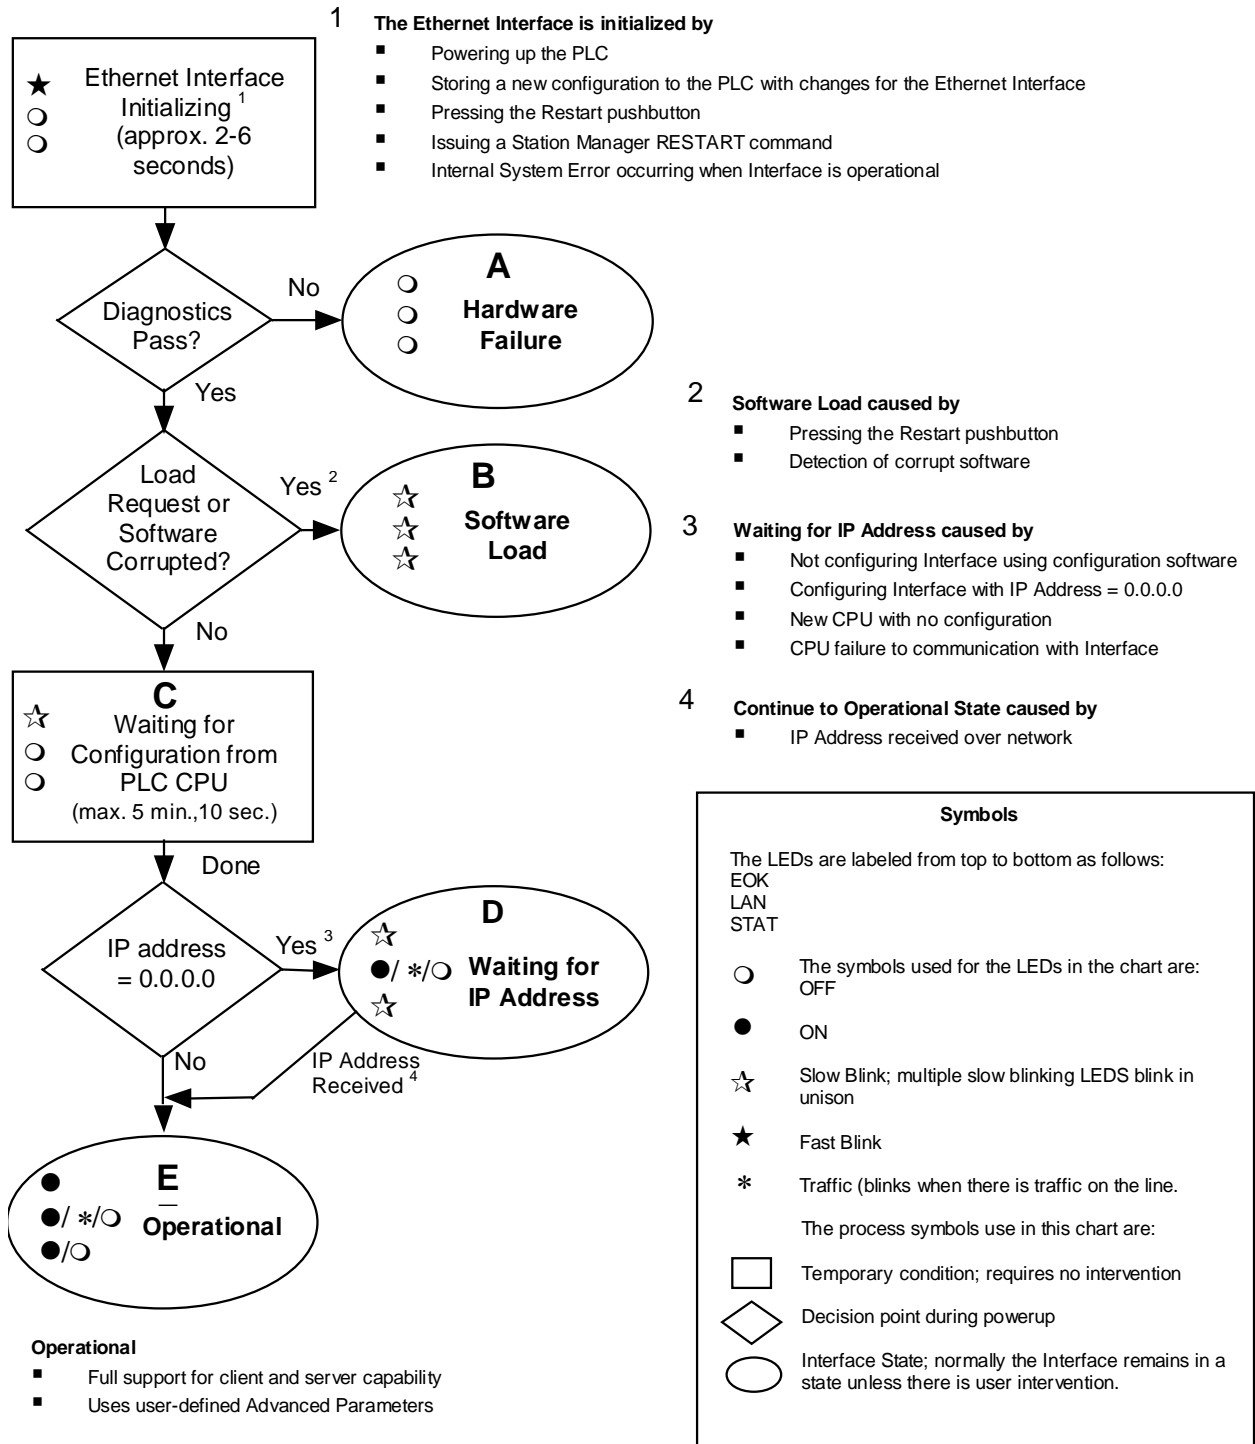 1 The Ethernet Interface is initialized by
■ Powering up the PLC
■ Storing a new configuration to the PLC with changes for the Ethernet Interface
■ Pressing the Restart pushbutton
■ Issuing a Station Manager RESTART command
■ Internal System Error occurring when Interface is operational
★ Ethernet Interface
❍ Initializing 1
❍ (approx. 2-6
seconds)
Diagnostics
Pass?
No
A
❍
❍ Hardware
❍ Failure
Yes
Load
Request or
Software
Corrupted?
Yes 2
B
☆
☆ Software
☆ Load
2 Software Load caused by
■ Pressing the Restart pushbutton
■ Detection of corrupt software
3 Waiting for IP Address caused by
■ Not configuring Interface using configuration software
■ Configuring Interface with IP Address = 0.0.0.0
■ New CPU with no configuration
■ CPU failure to communication with Interface
No
C
☆ Waiting for
❍ Configuration from
❍ PLC CPU
(max. 5 min.,10 sec.)
4 Continue to Operational State caused by
■ IP Address received over network
Done
IP address
= 0.0.0.0
Yes 3
D
☆
●/ *​/❍ Waiting for
IP Address
☆
No
IP Address
Received 4
E
●
●/ *​/❍ Operational
●/❍
Operational
■ Full support for client and server capability
■ Uses user-defined Advanced Parameters
Symbols
The LEDs are labeled from top to bottom as follows:
EOK
LAN
STAT
The symbols used for the LEDs in the chart are:
❍ OFF
● ON
☆ Slow Blink; multiple slow blinking LEDS blink in
unison
★ Fast Blink
* Traffic (blinks when there is traffic on the line.
The process symbols use in this chart are:
Temporary condition; requires no intervention
Decision point during powerup
Interface State; normally the Interface remains in a
state unless there is user intervention.